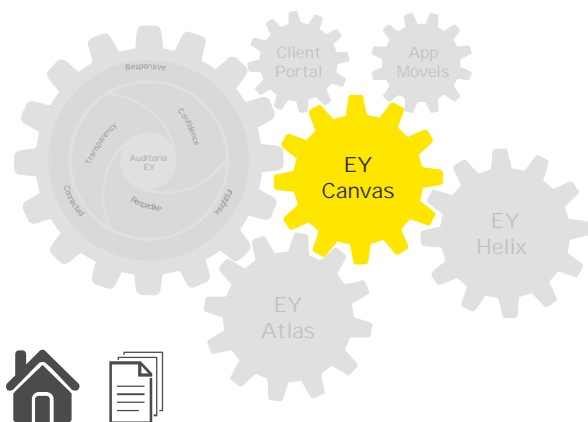 Client
Portal
App
Móveis
Responsive
Confidence
Transparency
Auditoria
EY
Connected
Perspective
Insightful
EY
Canvas
EY
Helix
EY
Atlas